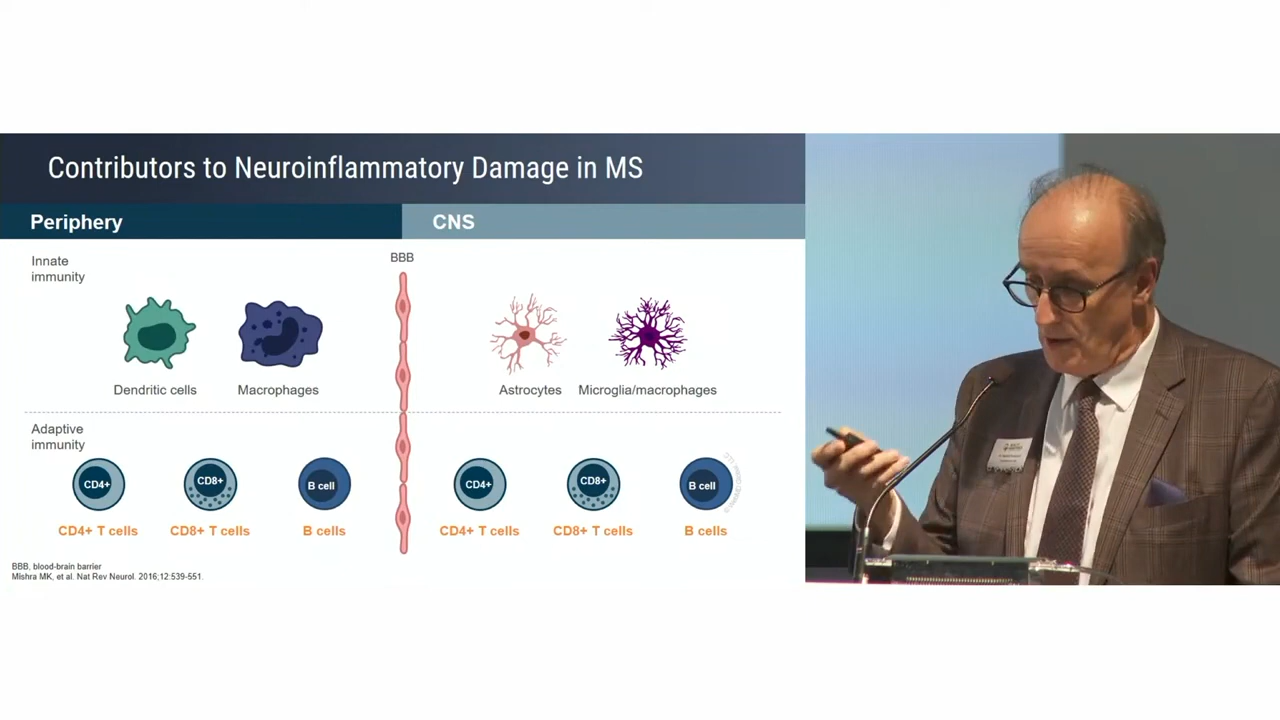 Contributors to Neuroinflammatory Damage in MS
Periphery
CNS
Innate
immunity
BBB
Dendritic cells
Macrophages
Astrocytes
Microglia/macrophages
Adaptive
immunity
CD4+
CD8+
B cell
CD4+
CD8+
B cell
CD4+ T cells
CD8+ T cells
B cells
CD4+ T cells
CD8+ T cells
B cells
BBB, blood-brain barrier
Mishra MK, et al. Nat Rev Neurol. 2016;12:539-551.